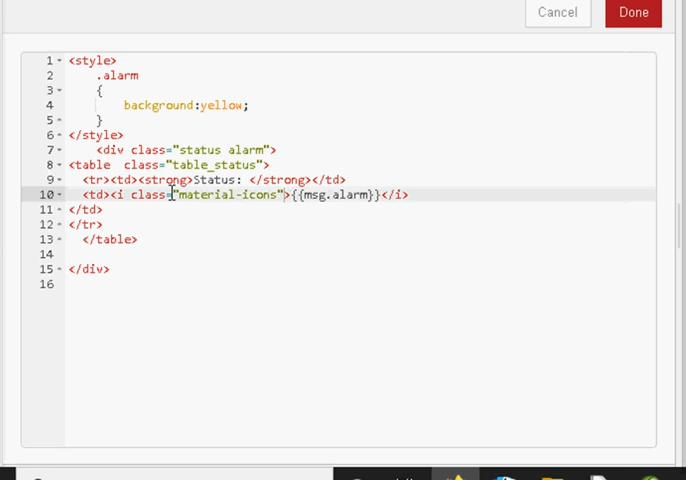 Cancel Done
1 <style>
2 .alarm
3 {
4 background:yellow;
5 }
6 </style>
7 <div class="status alarm">
8 <table  class="table_status">
9 <tr><td><strong>Status: </strong></td>
10 <td><i class="material-icons">{{msg.alarm}}</i>
11 </td>
12 </tr>
13 </table>
14
15 </div>
16